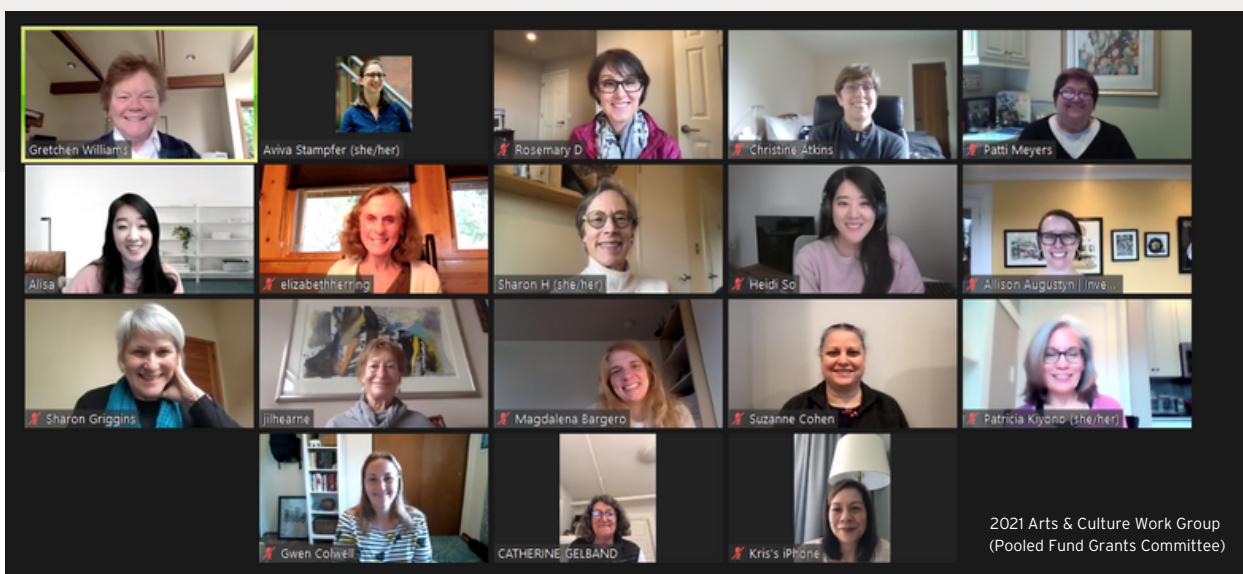 Gretchen Williams
Aviva Stampfer (she/her)
Rosemary D
Christine Atkins
Patti Meyers
Alisa
elizabethherring
Sharon H (she/her)
Heidi So
Allison Augustyn | Inve...
Sharon Griggins
jilhearne
Magdalena Bargero
Suzanne Cohen
Patricia Kiyono (she/her)
Gwen Colwell
CATHERINE GELBAND
Kris's iPhone
2021 Arts & Culture Work Group
(Pooled Fund Grants Committee)